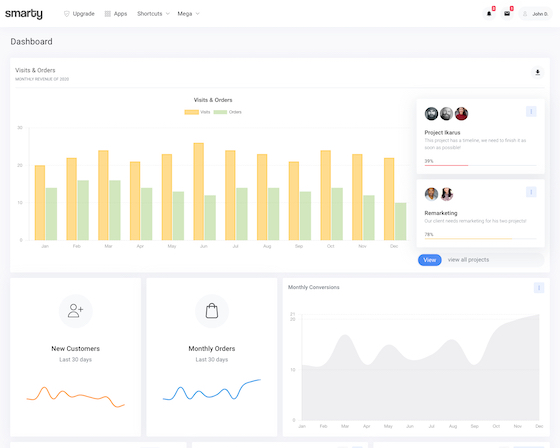 smarty
Upgrade
Apps
Shortcuts
Mega
John D.
Dashboard
Visits & Orders
MONTHLY REVENUE OF 2020
Visits & Orders
Visits
Orders
30
20
10
0
Jan Feb Mar Apr May Jun Jul Aug Sep Oct Nov Dec
Project Ikarus
This project has a timeline, we need to finish it as
soon as possible!
39%
Remarketing
Our client needs remarketing for his two projects!
78%
View
view all projects
New Customers
Last 30 days
Monthly Orders
Last 30 days
Monthly Conversions
20
10
0
Jan Feb Mar Apr May Jun Jul Aug Sep Oct Nov Dec